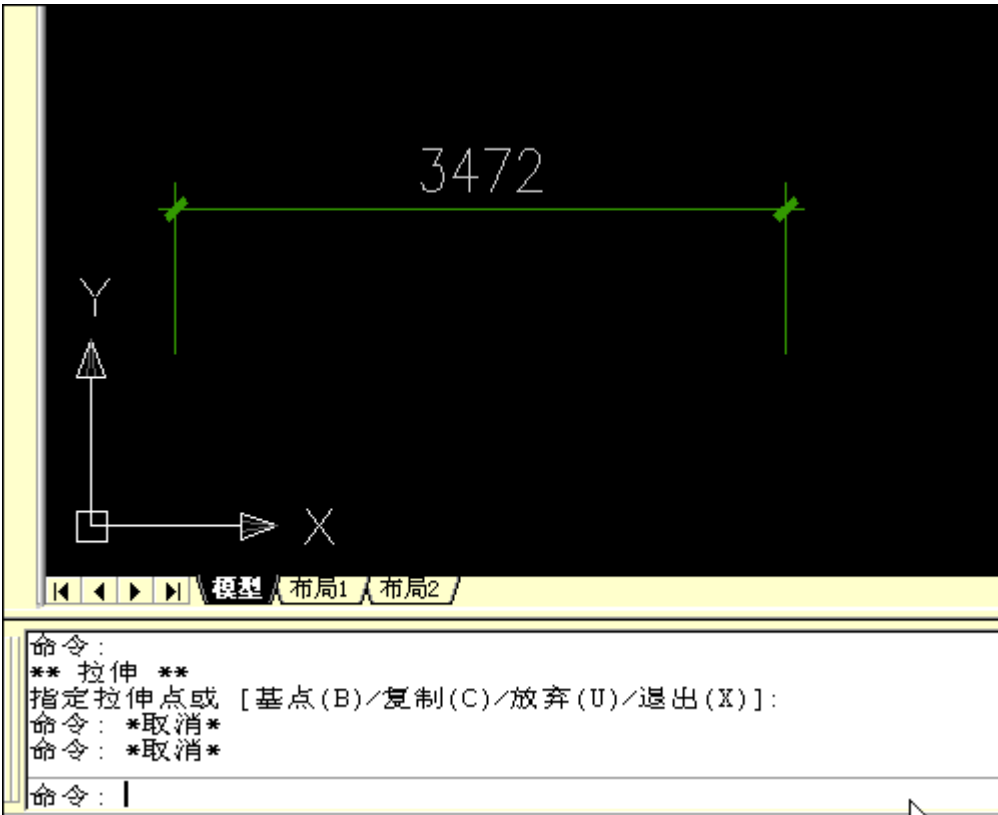 3472
Y
X
模型 布局1 布局2
命令:
** 拉伸 **
指定拉伸点或 [基点(B)/复制(C)/放弃(U)/退出(X)]:
命令: *取消*
命令: *取消*
命令: